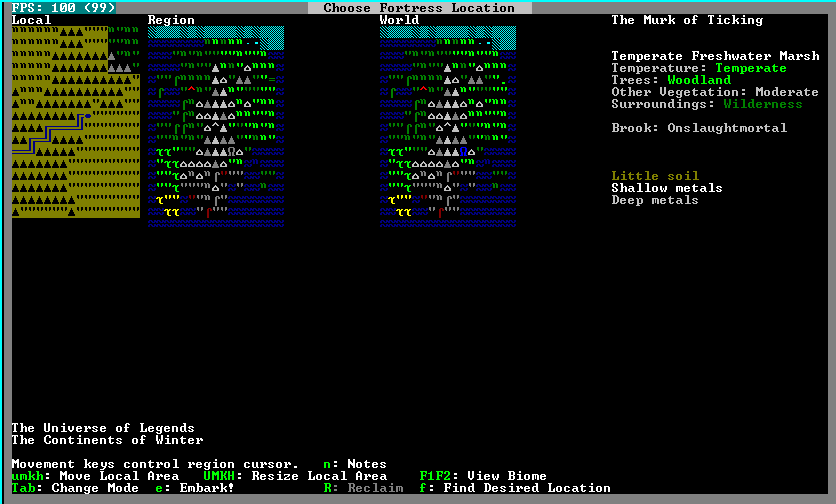 FPS: 100 (99)
Choose Fortress Location
Local Region World The Murk of Ticking
Temperate Freshwater Marsh
Temperature: Temperate
Trees: Woodland
Other Vegetation: Moderate
Surroundings: Wilderness
Brook: Onslaughtmortal
Little soil
Shallow metals
Deep metals
The Universe of Legends
The Continents of Winter
Movement keys control region cursor. n: Notes
umkh: Move Local Area UMKH: Resize Local Area F1F2: View Biome
Tab: Change Mode e: Embark! R: Reclaim f: Find Desired Location